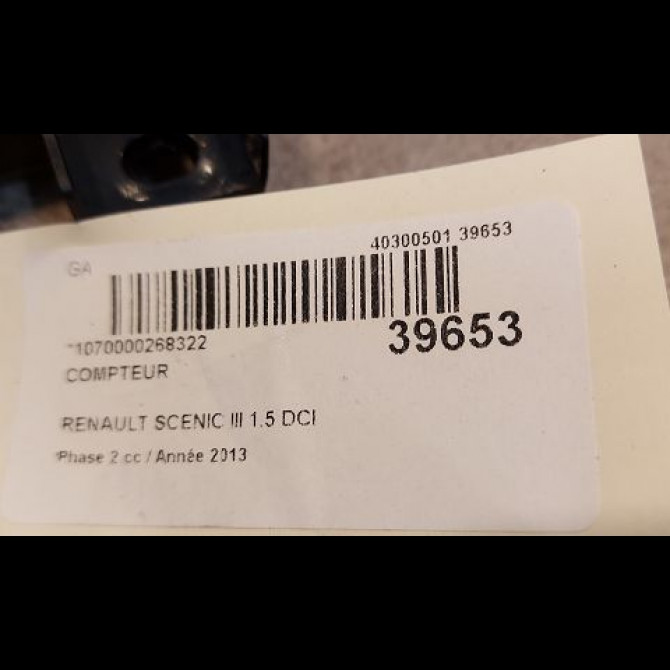 GA 40300501 39653
*1070000268322 39653
COMPTEUR
RENAULT SCENIC III 1.5 DCI
Phase 2 cc / Année 2013